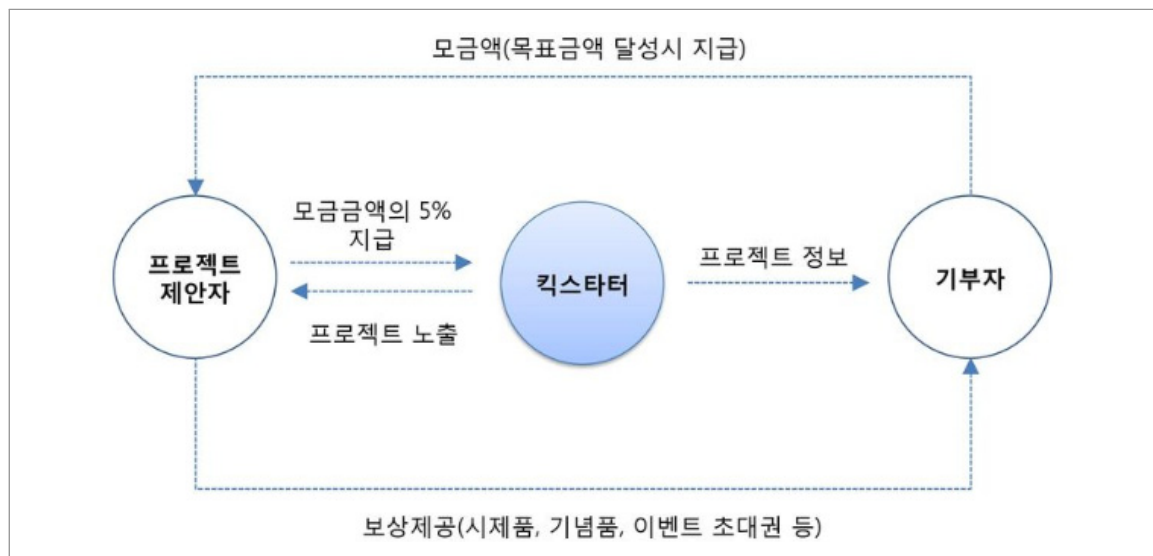 모금액(목표금액 달성시 지급)
모금금액의 5%
지급
프로젝트
제안자
킥스타터
프로젝트 정보
기부자
프로젝트 노출
보상제공(시제품, 기념품, 이벤트 초대권 등)